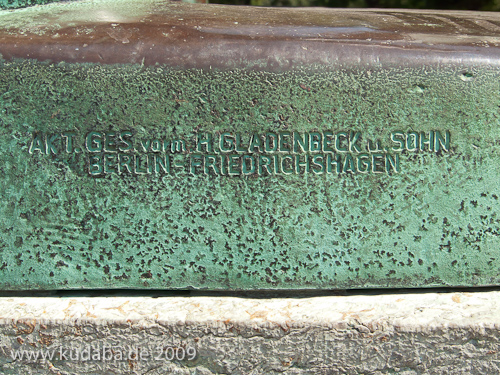 AKT. GES. vorm. H. GLADENBECK u. SOHN
BERLIN-FRIEDRICHSHAGEN
www.kudaba.de 2009